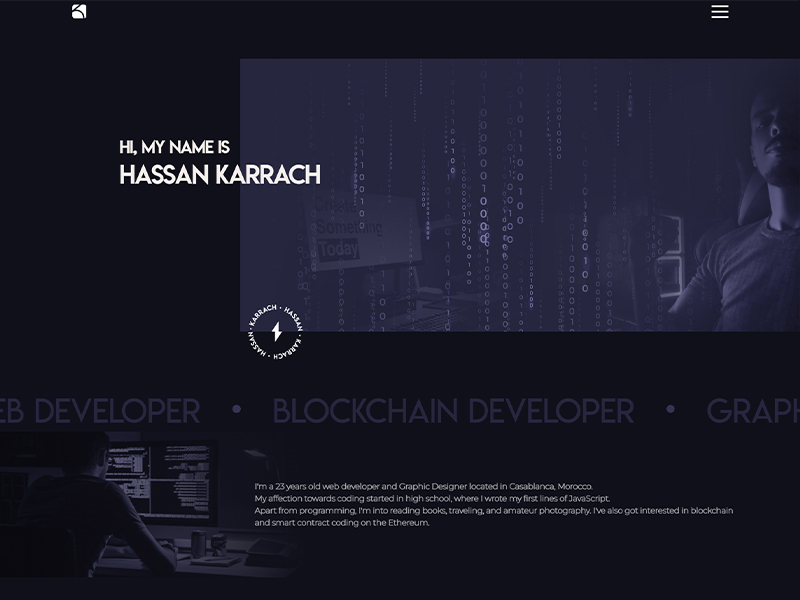 HI, MY NAME IS
HASSAN KARRACH
Something
Today
HASSAN • KARRACH • HASSAN • KARRACH •
EB DEVELOPER • BLOCKCHAIN DEVELOPER • GRAPH
I'm a 23 years old web developer and Graphic Designer located in Casablanca, Morocco.
My affection towards coding started in high school, where I wrote my first lines of JavaScript.
Apart from programming, I'm into reading books, traveling, and amateur photography. I've also got interested in blockchain
and smart contract coding on the Ethereum.